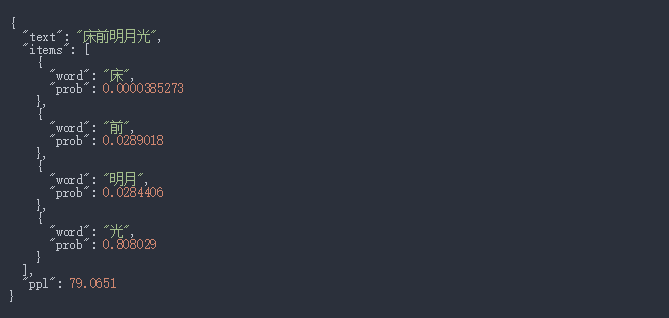 {
"text": "床前明月光",
"items": [
{
"word": "床",
"prob": 0.0000385273
},
{
"word": "前",
"prob": 0.0289018
},
{
"word": "明月",
"prob": 0.0284406
},
{
"word": "光",
"prob": 0.808029
}
],
"ppl": 79.0651
}